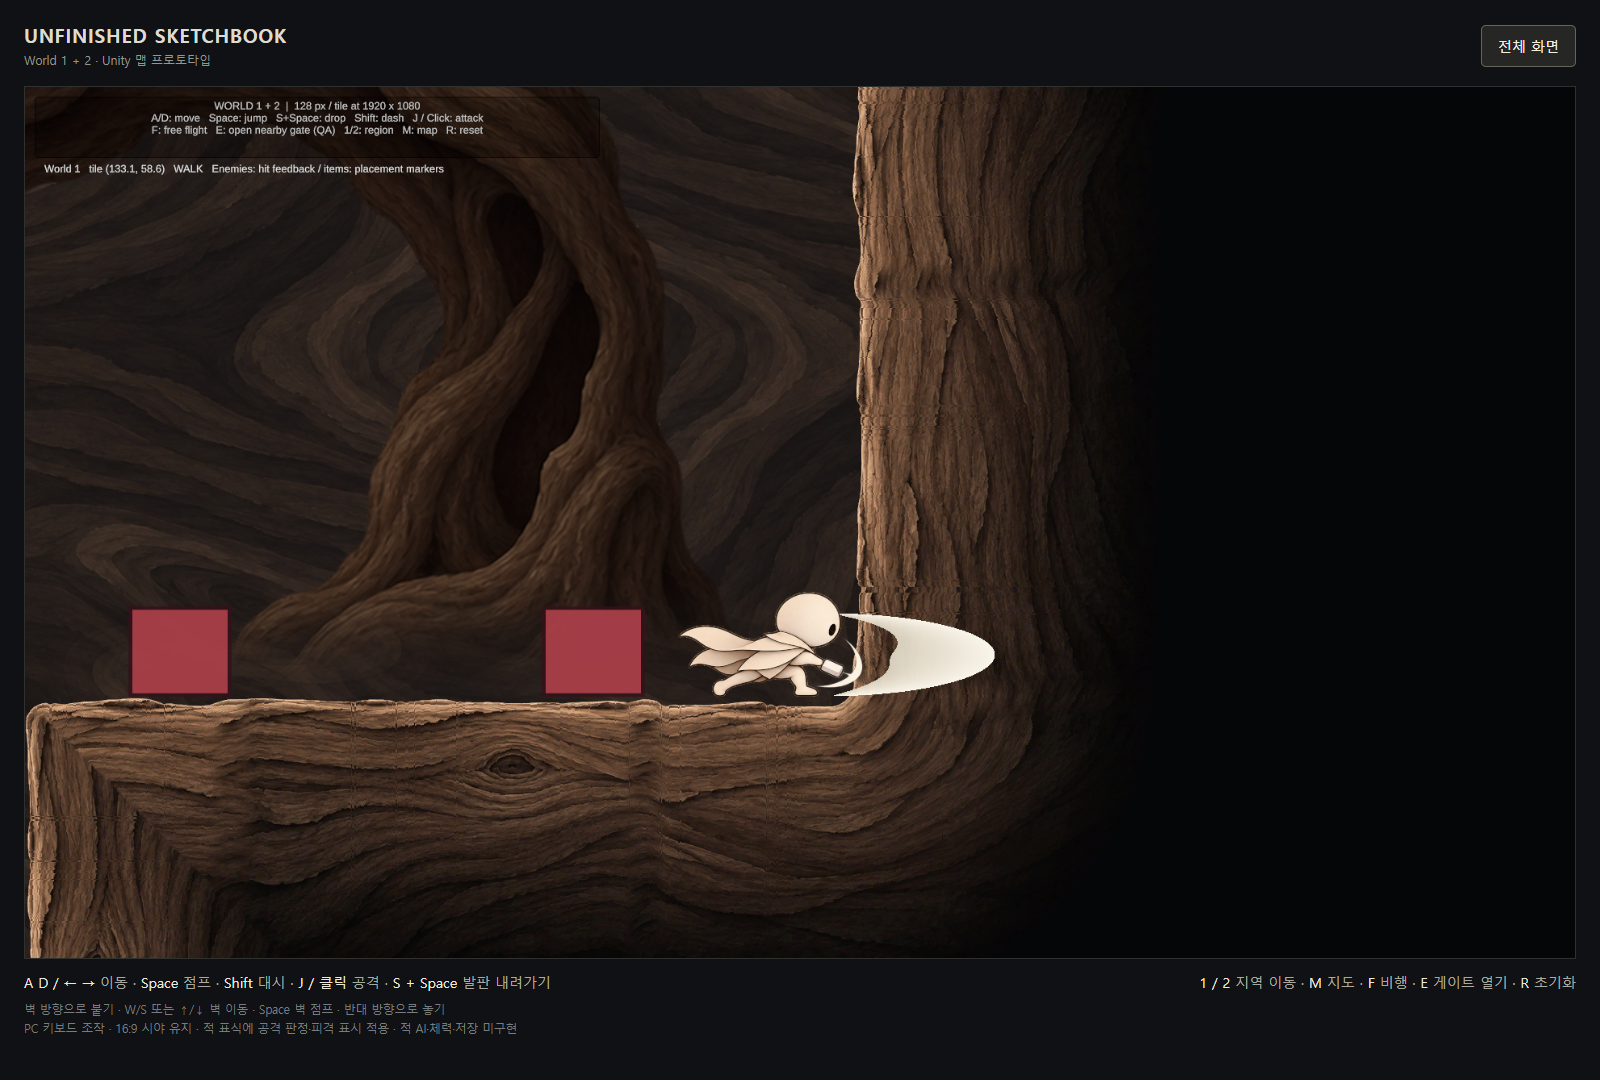 UNFINISHED SKETCHBOOK
World 1 + 2 · Unity 맵 프로토타입
전체 화면
WORLD 1 + 2 | 128 px / tile at 1920 x 1080
A/D: move Space: jump S+Space: drop Shift: dash J / Click: attack
F: free flight E: open nearby gate (QA) 1/2: region M: map R: reset
World 1 tile (133.1, 58.6) WALK Enemies: hit feedback / items: placement markers
A D / ← → 이동 · Space 점프 · Shift 대시 · J / 클릭 공격 · S + Space 발판 내려가기
1 / 2 지역 이동 · M 지도 · F 비행 · E 게이트 열기 · R 초기화
벽 방향으로 붙기 · W/S 또는 ↑/↓ 벽 이동 · Space 벽 점프 · 반대 방향으로 놓기
PC 키보드 조작 · 16:9 시야 유지 · 적 표식에 공격 판정·피격 표시 적용 · 적 AI·체력·저장 미구현